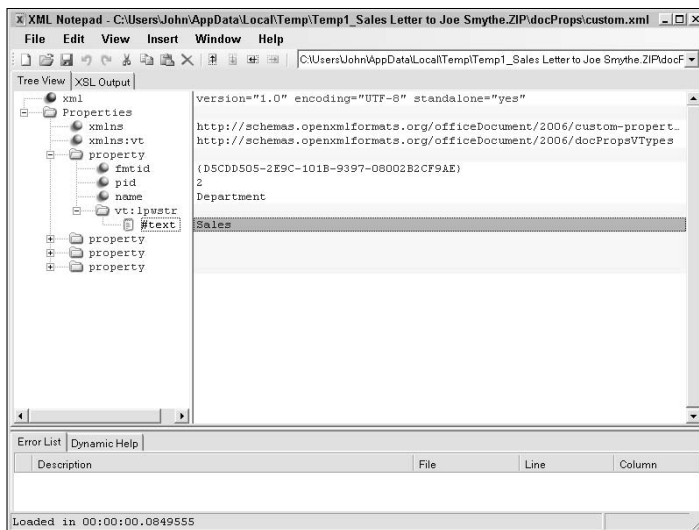 XML Notepad - C:\Users\John\AppData\Local\Temp\Temp1_Sales Letter to Joe Smythe.ZIP\docProps\custom.xml
File Edit View Insert Window Help
C:\Users\John\AppData\Local\Temp\Temp1_Sales Letter to Joe Smythe.ZIP\docF
Tree View XSL Output
xml version="1.0" encoding="UTF-8" standalone="yes"
Properties
xmlns http://schemas.openxmlformats.org/officeDocument/2006/custom-propert...
xmlns:vt http://schemas.openxmlformats.org/officeDocument/2006/docPropsVTypes
property
fmtid {D5CDD505-2E9C-101B-9397-08002B2CF9AE}
pid 2
name Department
vt:lpwstr
#text Sales
property
property
property
Error List Dynamic Help
Description File Line Column
Loaded in 00:00:00.0849555